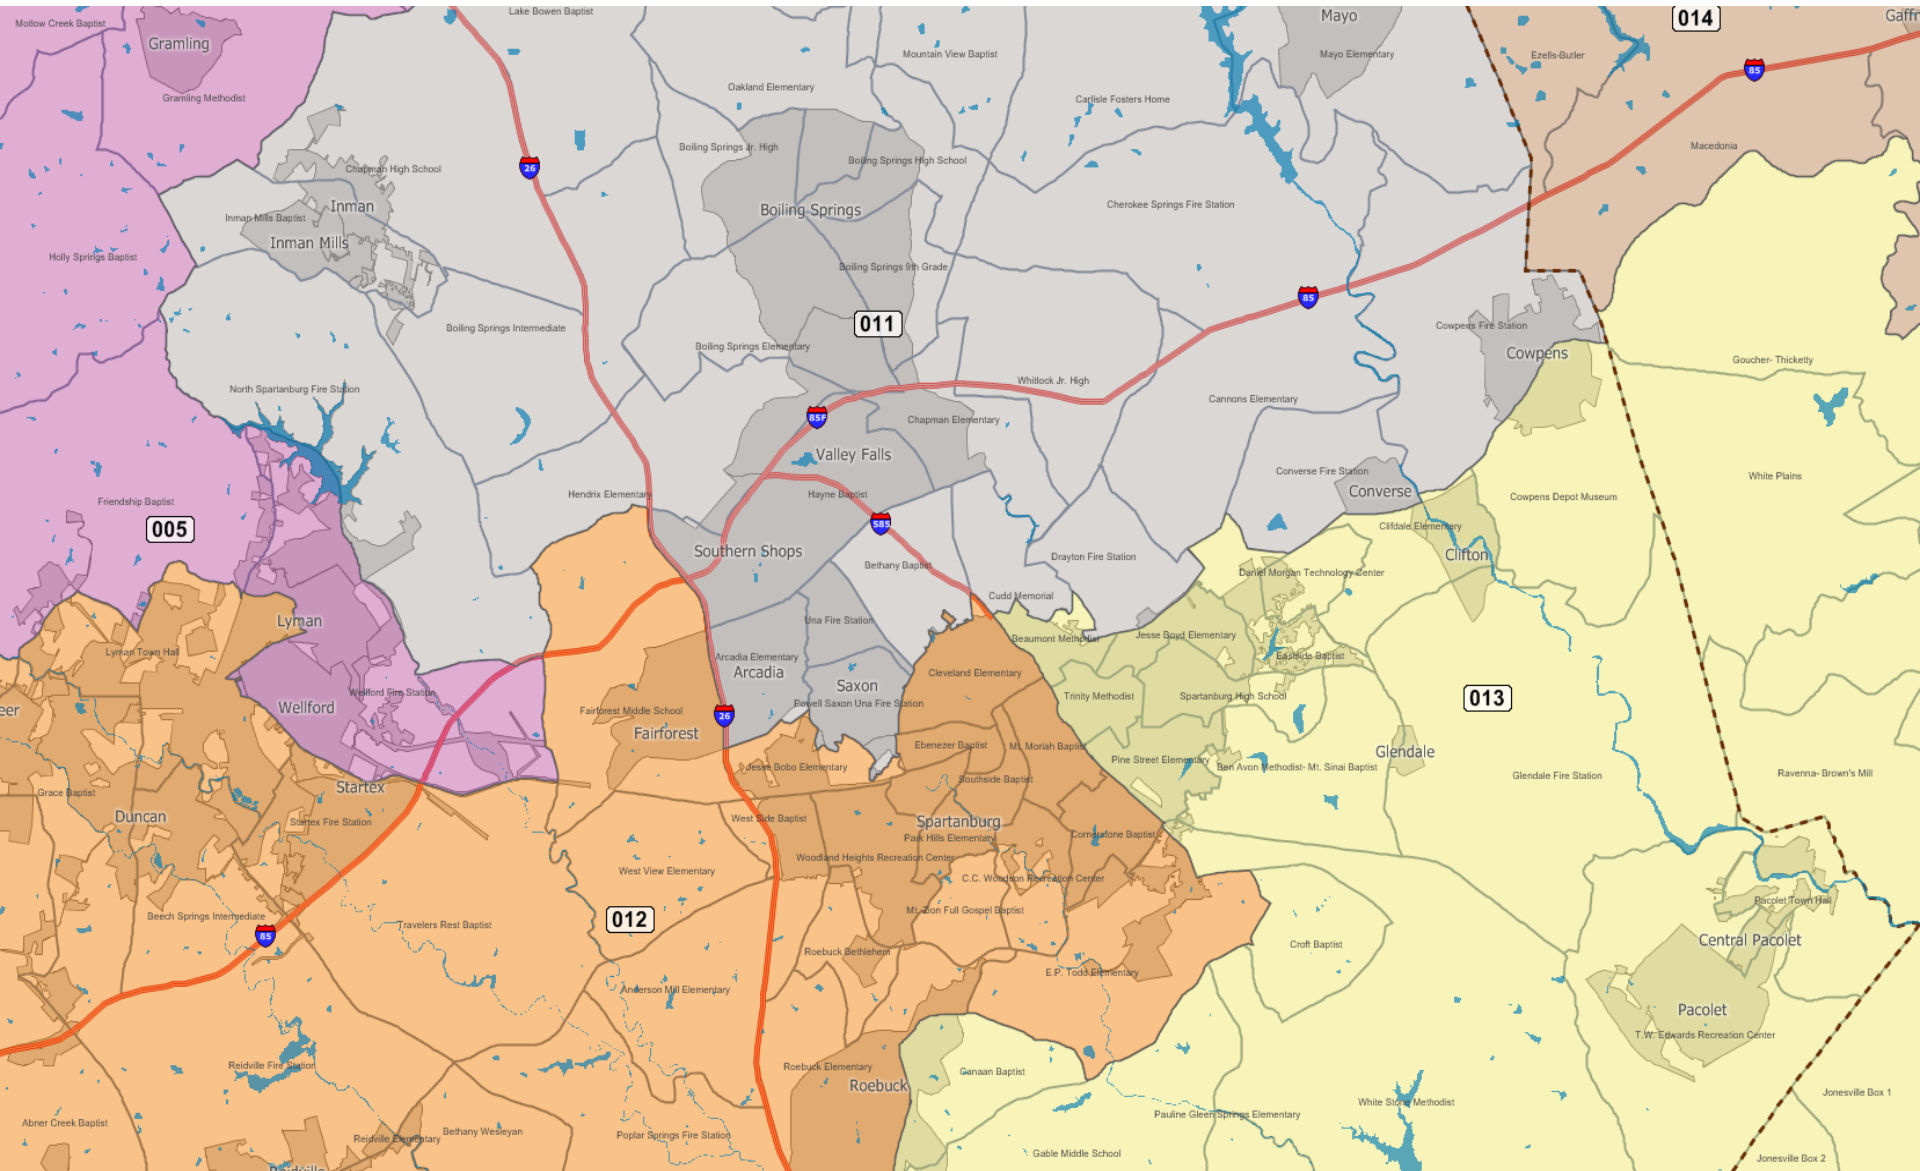 Motlow Creek Baptist
Lake Bowen Baptist
Mayo
014
Gaffn
Gramling
Mountain View Baptist
Mayo Elementary
Ezells-Butler
85
Oakland Elementary
Gramling Methodist
Carlisle Fosters Home
Boiling Springs Jr. High
Macedonia
Chapman High School
26
Boiling Springs High School
Inman
Boiling Springs
Cherokee Springs Fire Station
Inman Mills Baptist
Inman Mills
Holly Springs Baptist
Boiling Springs 9th Grade
85
Boiling Springs Intermediate
011
Cowpens Fire Station
Boiling Springs Elementary
Cowpens
Goucher- Thicketty
Whitlock Jr. High
North Spartanburg Fire Station
Cannons Elementary
85F
Chapman Elementary
Valley Falls
Converse Fire Station
White Plains
Friendship Baptist
Hendrix Elementary
Hayne Baptist
Converse
Cowpens Depot Museum
005
585
Clifdale Elementary
Southern Shops
Drayton Fire Station
Clifton
Bethany Baptist
Daniel Morgan Technology Center
Cudd Memorial
Lyman
Una Fire Station
Beaumont Methodist
Jesse Boyd Elementary
Lyman Town Hall
Arcadia Elementary
Eastside Baptist
Arcadia
Cleveland Elementary
Saxon
Wellford Fire Station
Trinity Methodist
Spartanburg High School
013
eer
Wellford
Fairforest Middle School
26
Powell Saxon Una Fire Station
Fairforest
Ebenezer Baptist
Mt. Moriah Baptist
Glendale
Jesse Bobo Elementary
Pine Street Elementary
Ben Avon Methodist- Mt. Sinai Baptist
Southside Baptist
Glendale Fire Station
Ravenna- Brown's Mill
Startex
Grace Baptist
Duncan
Startex Fire Station
West Side Baptist
Spartanburg
Park Hills Elementary
Cornerstone Baptist
Woodland Heights Recreation Center
West View Elementary
C.C. Woodson Recreation Center
Pacolet Town Hall
Beech Springs Intermediate
Travelers Rest Baptist
012
Mt. Zion Full Gospel Baptist
85
Croft Baptist
Central Pacolet
Roebuck Bethlehem
E.P. Todd Elementary
Anderson Mill Elementary
Pacolet
T.W. Edwards Recreation Center
Reidville Fire Station
Roebuck Elementary
Canaan Baptist
Roebuck
Jonesville Box 1
White Stone Methodist
Pauline Gleen Springs Elementary
Abner Creek Baptist
Bethany Wesleyan
Poplar Springs Fire Station
Reidville Elementary
Gable Middle School
Jonesville Box 2
Reidville